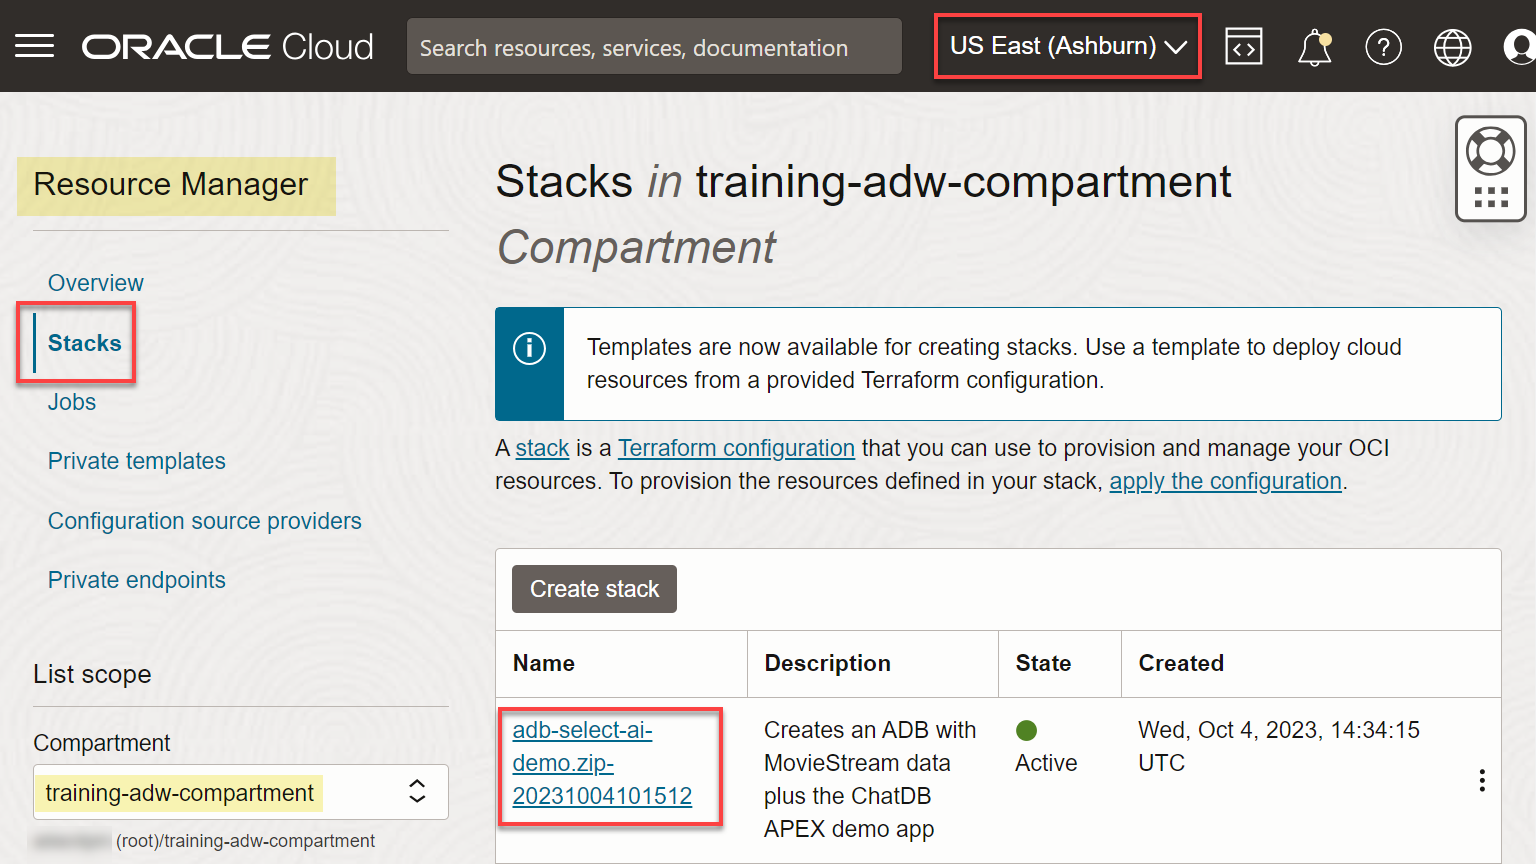 ORACLE Cloud
Search resources, services, documentation
US East (Ashburn)
Resource Manager
Overview
Stacks
Jobs
Private templates
Configuration source providers
Private endpoints
List scope
Compartment
training-adw-compartment
(root)/training-adw-compartment
Stacks in training-adw-compartment
Compartment
Templates are now available for creating stacks. Use a template to deploy cloud
resources from a provided Terraform configuration.
A stack is a Terraform configuration that you can use to provision and manage your OCI
resources. To provision the resources defined in your stack, apply the configuration.
Create stack
Name Description State Created
adb-select-ai-
demo.zip-
20231004101512
Creates an ADB with
MovieStream data
plus the ChatDB
APEX demo app
Active
Wed, Oct 4, 2023, 14:34:15
UTC